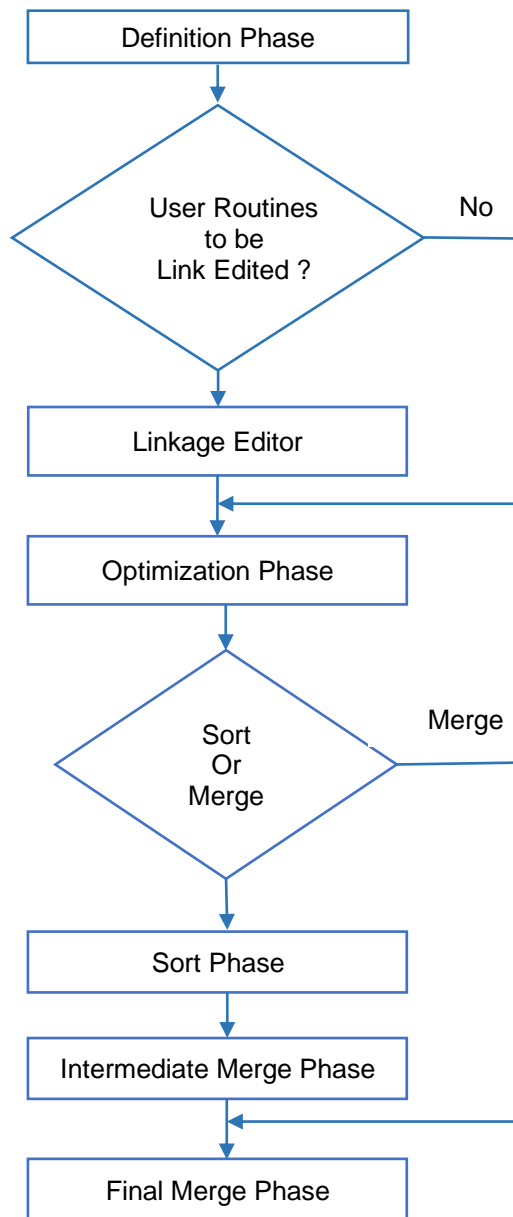 Definition Phase
User Routines
to be
Link Edited ?
No
Linkage Editor
Optimization Phase
Sort
Or
Merge
Merge
Sort Phase
Intermediate Merge Phase
Final Merge Phase